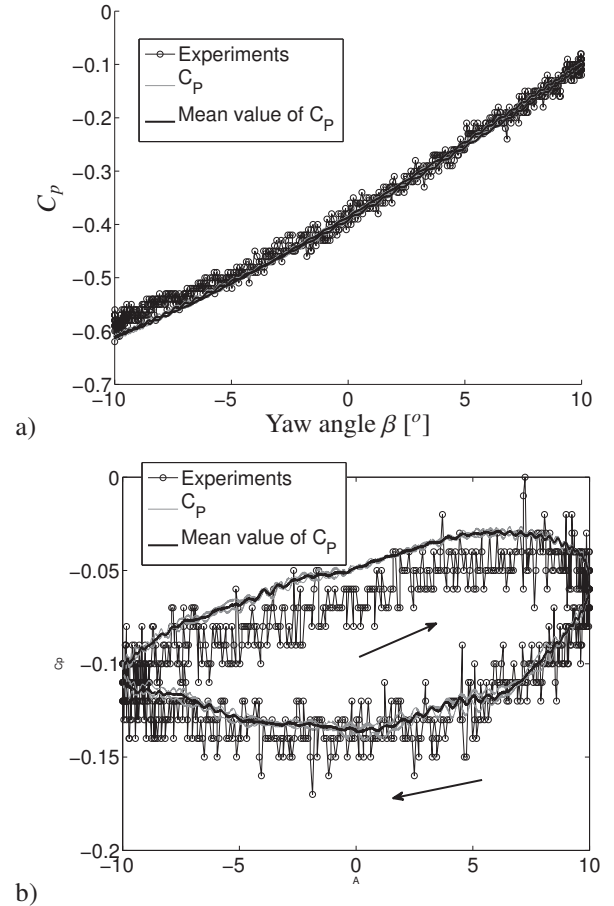 0
−0.1
−0.2
−0.3
−0.4
−0.5
−0.6
−0.7
C_p
Experiments
C_P
Mean value of C_P
−10
−5
0
5
10
Yaw angle β [°]
a)
0
−0.05
−0.1
−0.15
−0.2
Cp
Experiments
C_P
Mean value of C_P
−10
−5
0
5
10
A
b)